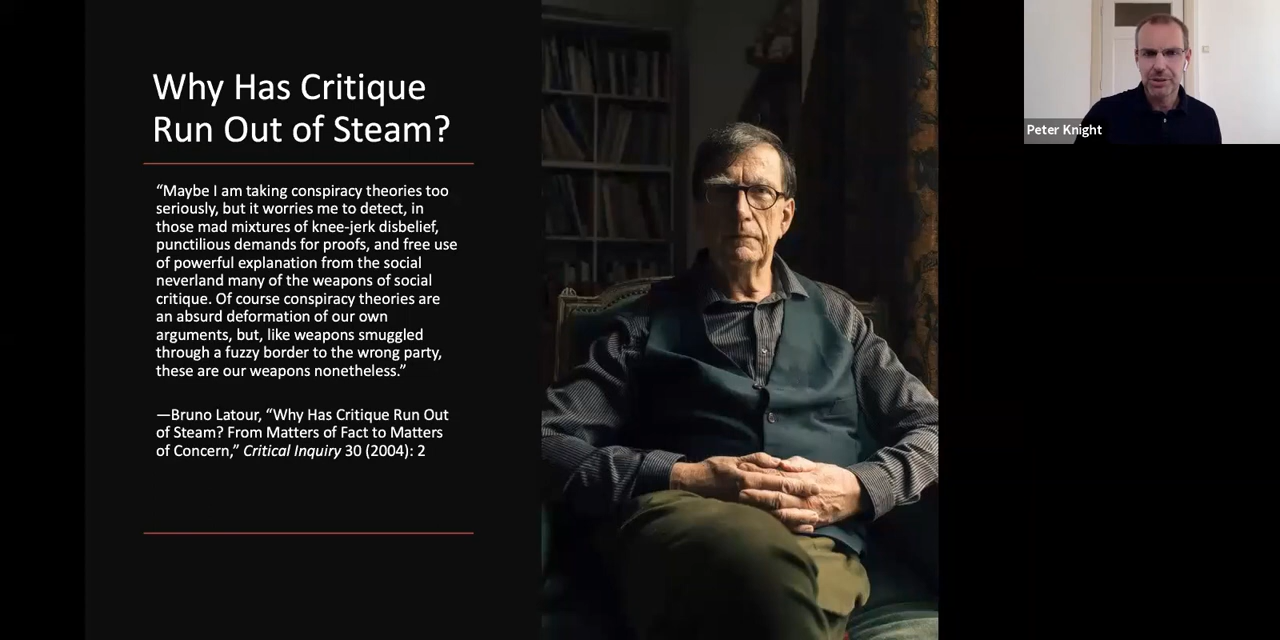 Why Has Critique
Run Out of Steam?
“Maybe I am taking conspiracy theories too
seriously, but it worries me to detect, in
those mad mixtures of knee-jerk disbelief,
punctilious demands for proofs, and free use
of powerful explanation from the social
neverland many of the weapons of social
critique. Of course conspiracy theories are
an absurd deformation of our own
arguments, but, like weapons smuggled
through a fuzzy border to the wrong party,
these are our weapons nonetheless.”
—Bruno Latour, “Why Has Critique Run Out
of Steam? From Matters of Fact to Matters
of Concern,” Critical Inquiry 30 (2004): 2
Peter Knight